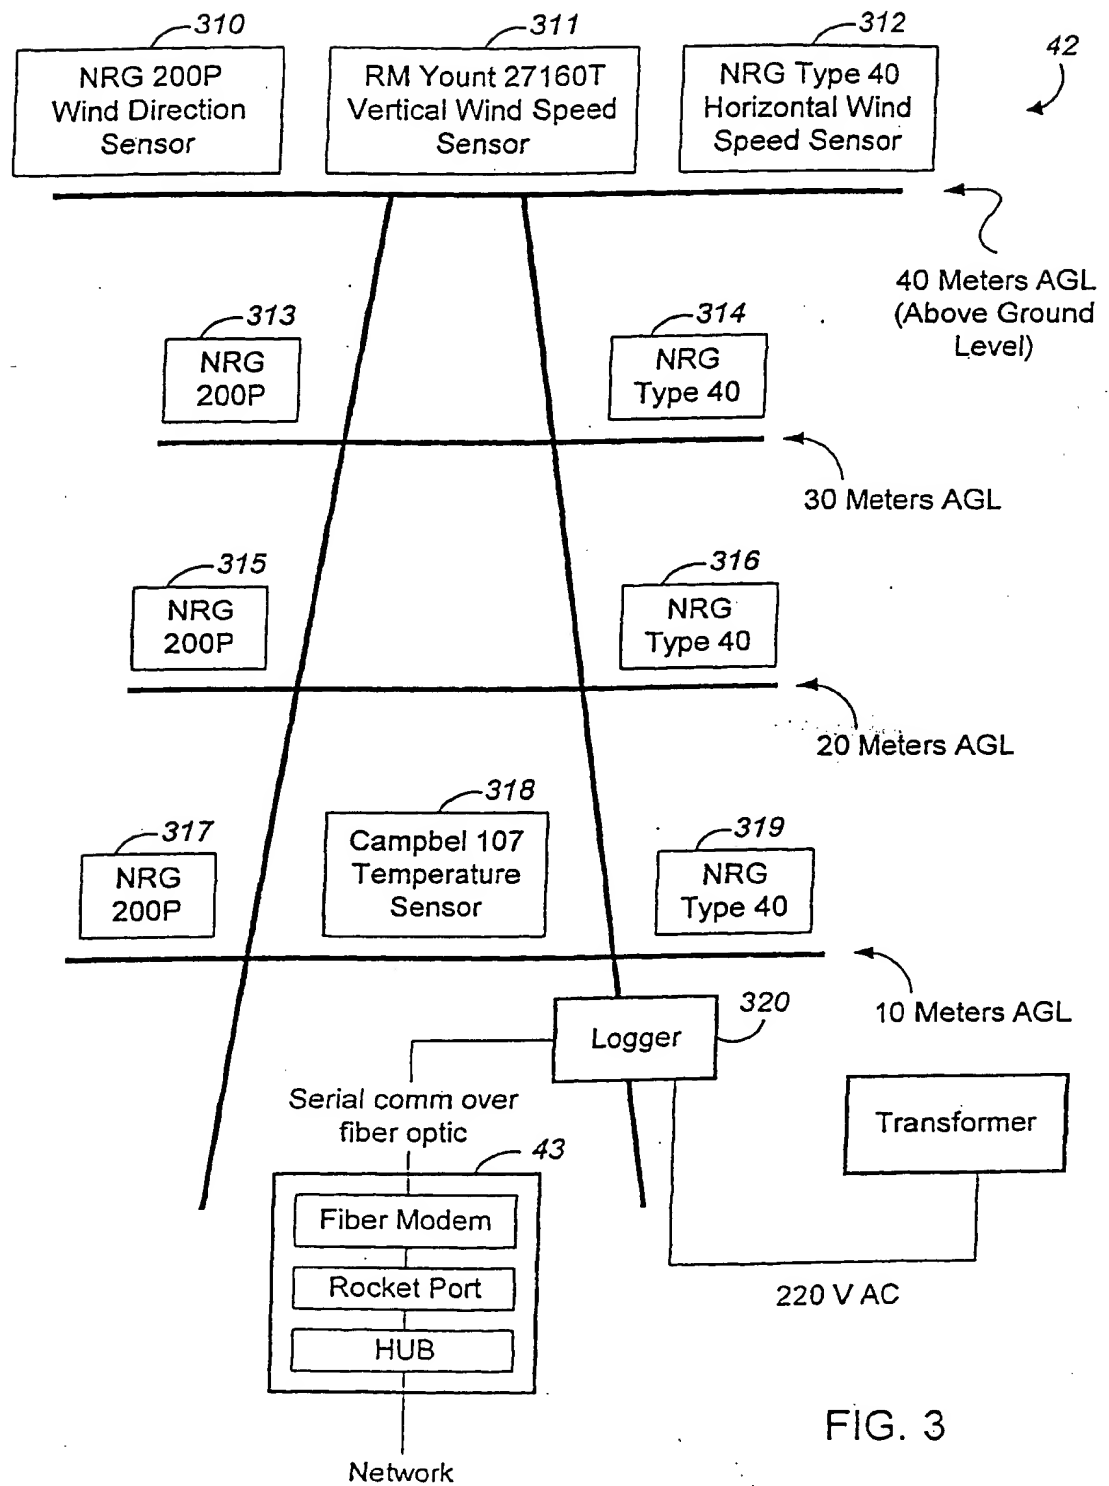 310
311
312
42
NRG 200P
Wind Direction
Sensor
RM Yount 27160T
Vertical Wind Speed
Sensor
NRG Type 40
Horizontal Wind
Speed Sensor
40 Meters AGL
(Above Ground
Level)
313
NRG
200P
314
NRG
Type 40
30 Meters AGL
315
NRG
200P
316
NRG
Type 40
20 Meters AGL
317
NRG
200P
318
Campbel 107
Temperature
Sensor
319
NRG
Type 40
10 Meters AGL
320
Logger
Transformer
Serial comm over
fiber optic
43
Fiber Modem
Rocket Port
HUB
220 V AC
Network
FIG. 3